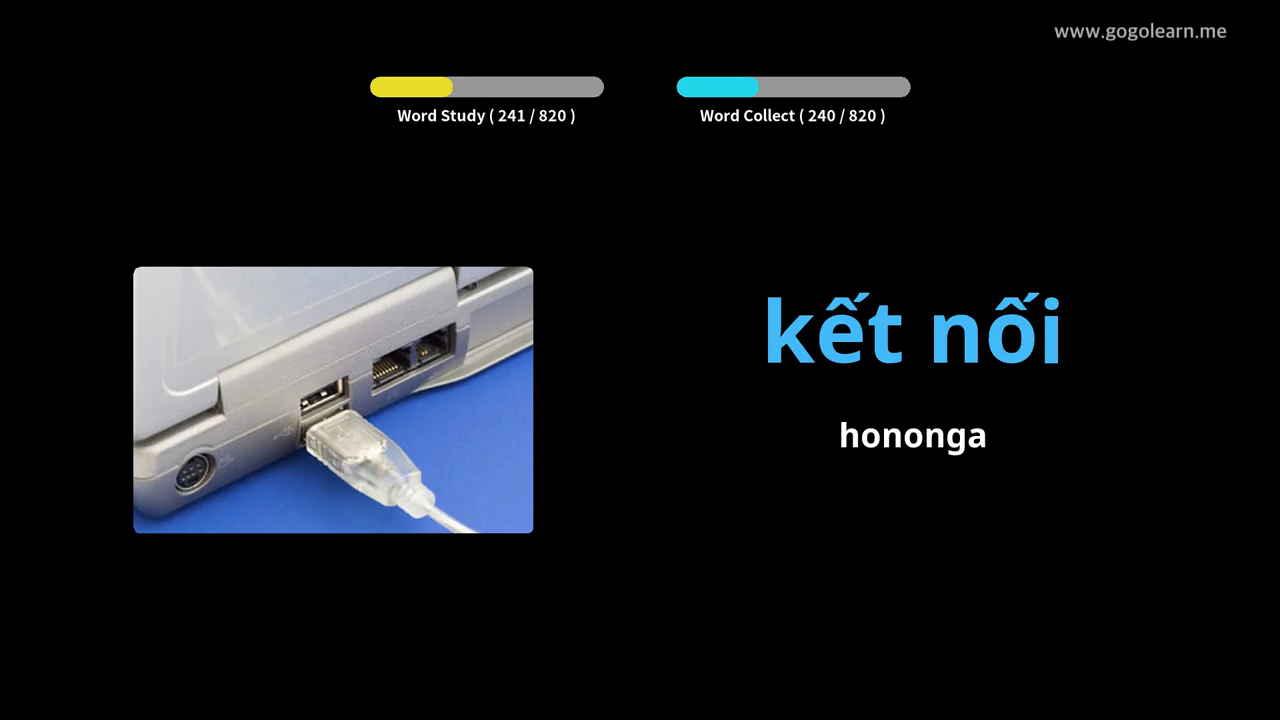 www.gogolearn.me
Word Study ( 241 / 820 )
Word Collect ( 240 / 820 )
kết nối
hononga